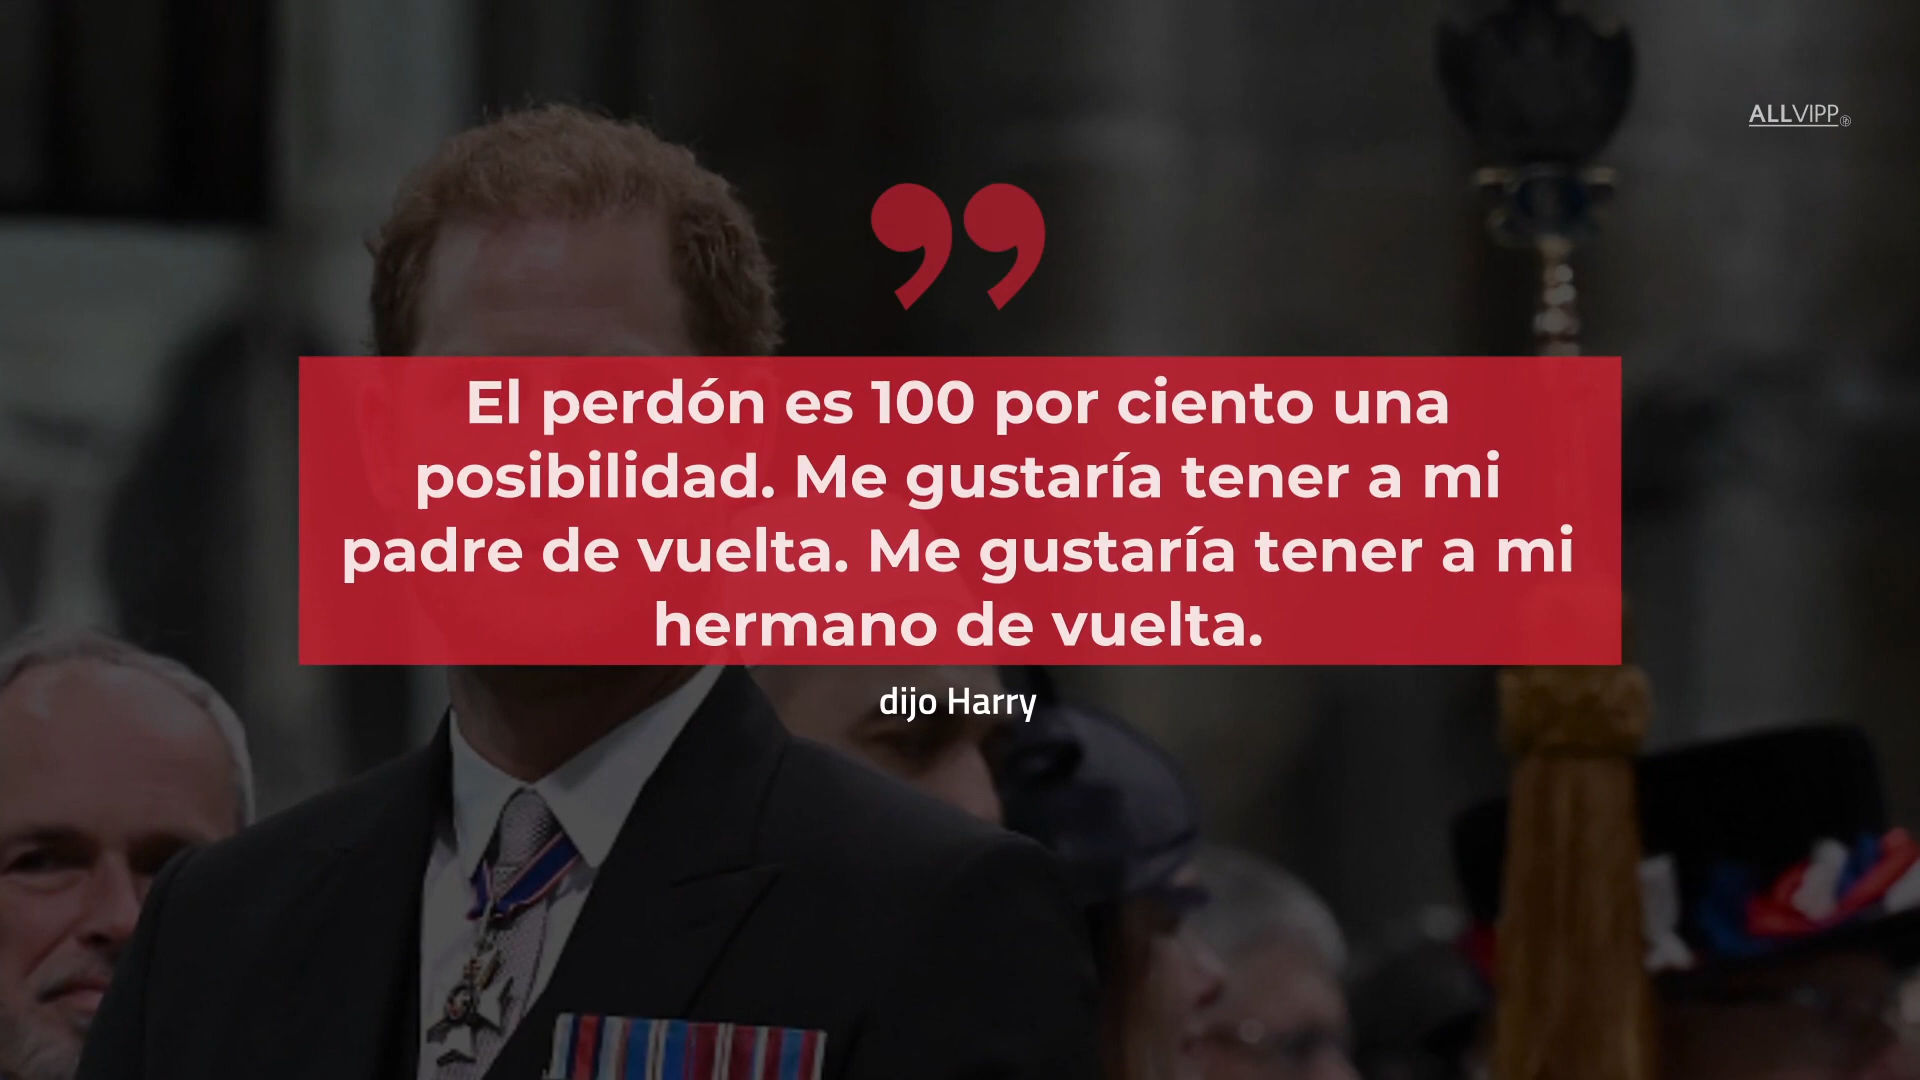 ALLVIPP
El perdón es 100 por ciento una
posibilidad. Me gustaría tener a mi
padre de vuelta. Me gustaría tener a mi
hermano de vuelta.
dijo Harry